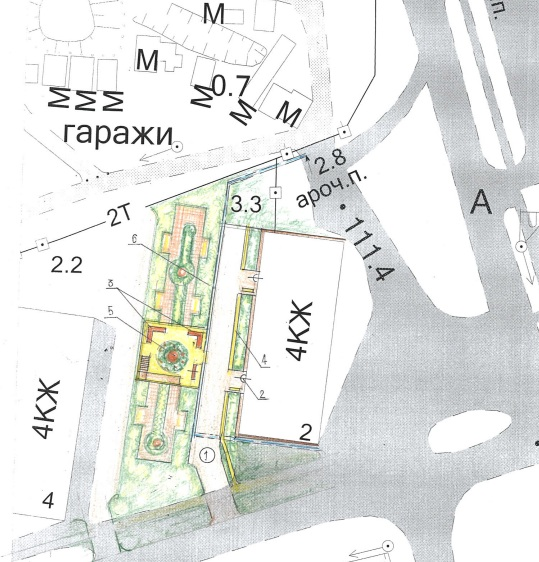 М
п.
М
0.7
М
М
М
М
М
М
гаражи
2.8
ароч.п.
2Т
3.3
А
6
111.4
2.2
3
5
4КЖ
4
4КЖ
2
2
1
4